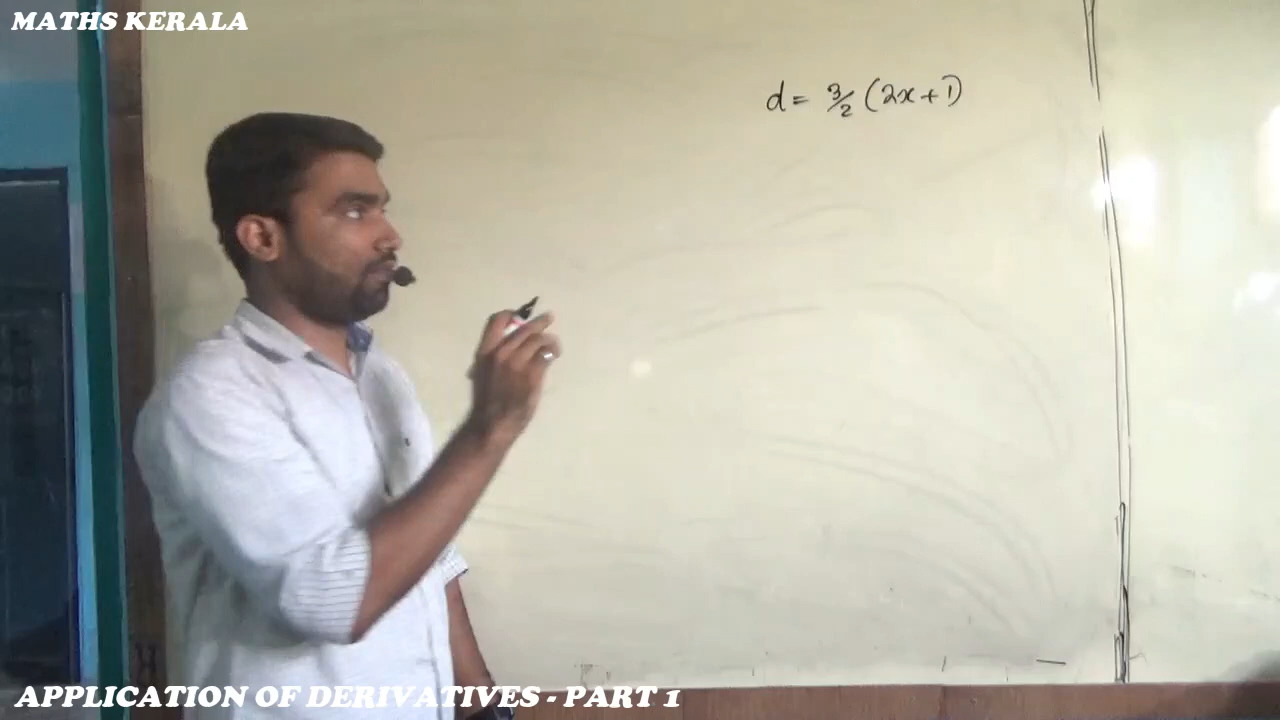 MATHS KERALA
d = 3/2 (2x+1)
APPLICATION OF DERIVATIVES - PART 1